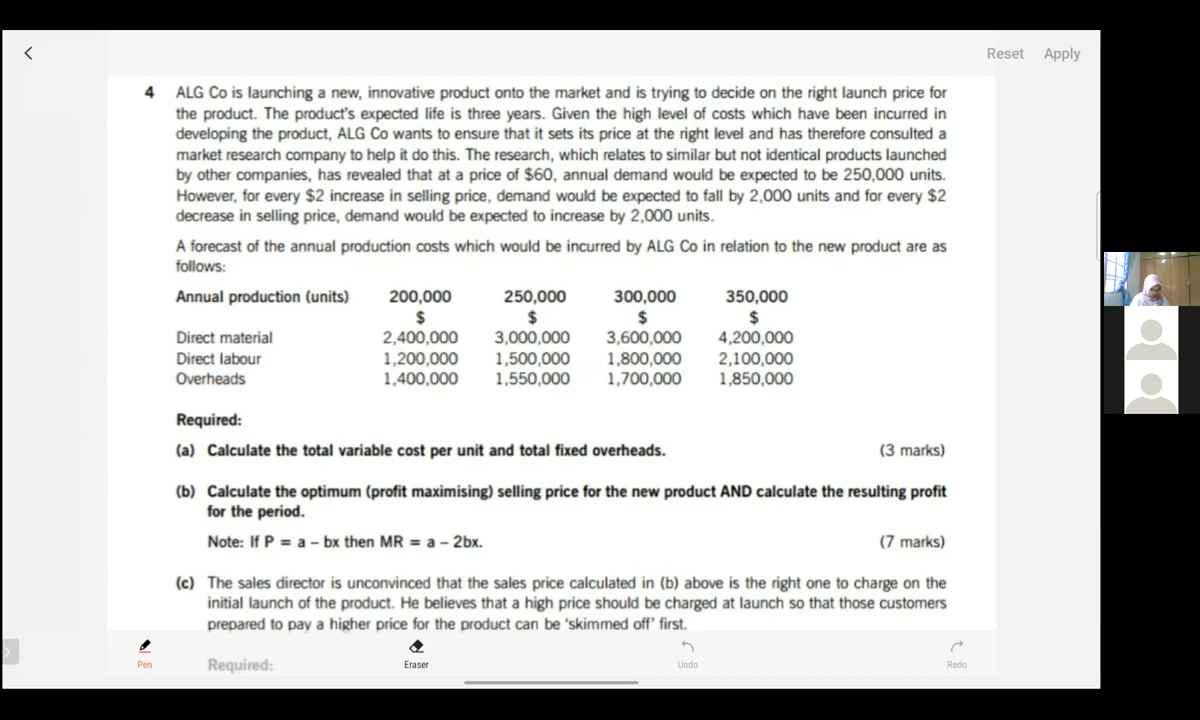 Reset Apply
4 ALG Co is launching a new, innovative product onto the market and is trying to decide on the right launch price for
the product. The product's expected life is three years. Given the high level of costs which have been incurred in
developing the product, ALG Co wants to ensure that it sets its price at the right level and has therefore consulted a
market research company to help it do this. The research, which relates to similar but not identical products launched
by other companies, has revealed that at a price of $60, annual demand would be expected to be 250,000 units.
However, for every $2 increase in selling price, demand would be expected to fall by 2,000 units and for every $2
decrease in selling price, demand would be expected to increase by 2,000 units.
A forecast of the annual production costs which would be incurred by ALG Co in relation to the new product are as
follows:
Annual production (units) 200,000 250,000 300,000 350,000
$ $ $ $
Direct material 2,400,000 3,000,000 3,600,000 4,200,000
Direct labour 1,200,000 1,500,000 1,800,000 2,100,000
Overheads 1,400,000 1,550,000 1,700,000 1,850,000
Required:
(a) Calculate the total variable cost per unit and total fixed overheads. (3 marks)
(b) Calculate the optimum (profit maximising) selling price for the new product AND calculate the resulting profit
for the period.
Note: If P = a – bx then MR = a – 2bx. (7 marks)
(c) The sales director is unconvinced that the sales price calculated in (b) above is the right one to charge on the
initial launch of the product. He believes that a high price should be charged at launch so that those customers
prepared to pay a higher price for the product can be 'skimmed off' first.
Required:
Pen Eraser Undo Redo